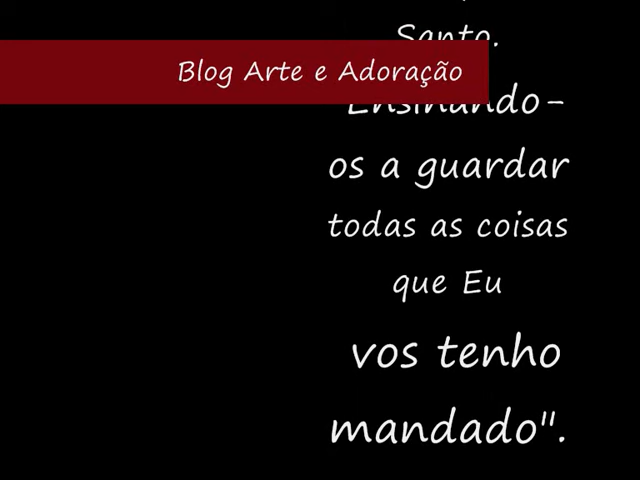 Santo.
Blog Arte e Adoração
Ensinando-
os a guardar
todas as coisas
que Eu
vos tenho
mandado".